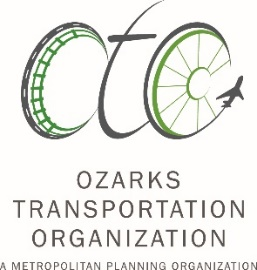 oto
OZARKS
TRANSPORTATION
ORGANIZATION
A METROPOLITAN PLANNING ORGANIZATION